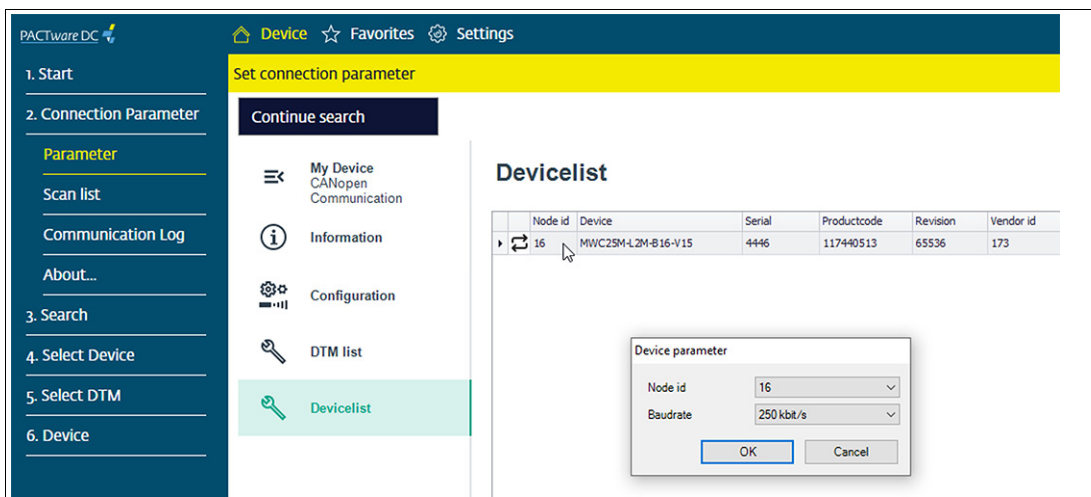 PACTware DC
Device Favorites Settings
1. Start
2. Connection Parameter
Parameter
Scan list
Communication Log
About...
3. Search
4. Select Device
5. Select DTM
6. Device
Set connection parameter
Continue search
My Device
CANopen
Communication
Information
Configuration
DTM list
Devicelist
Devicelist
Node id Device Serial Productcode Revision Vendor id
16 MWC25M-L2M-B16-V15 4446 117440513 65536 173
Device parameter
Node id 16
Baudrate 250 kbit/s
OK Cancel